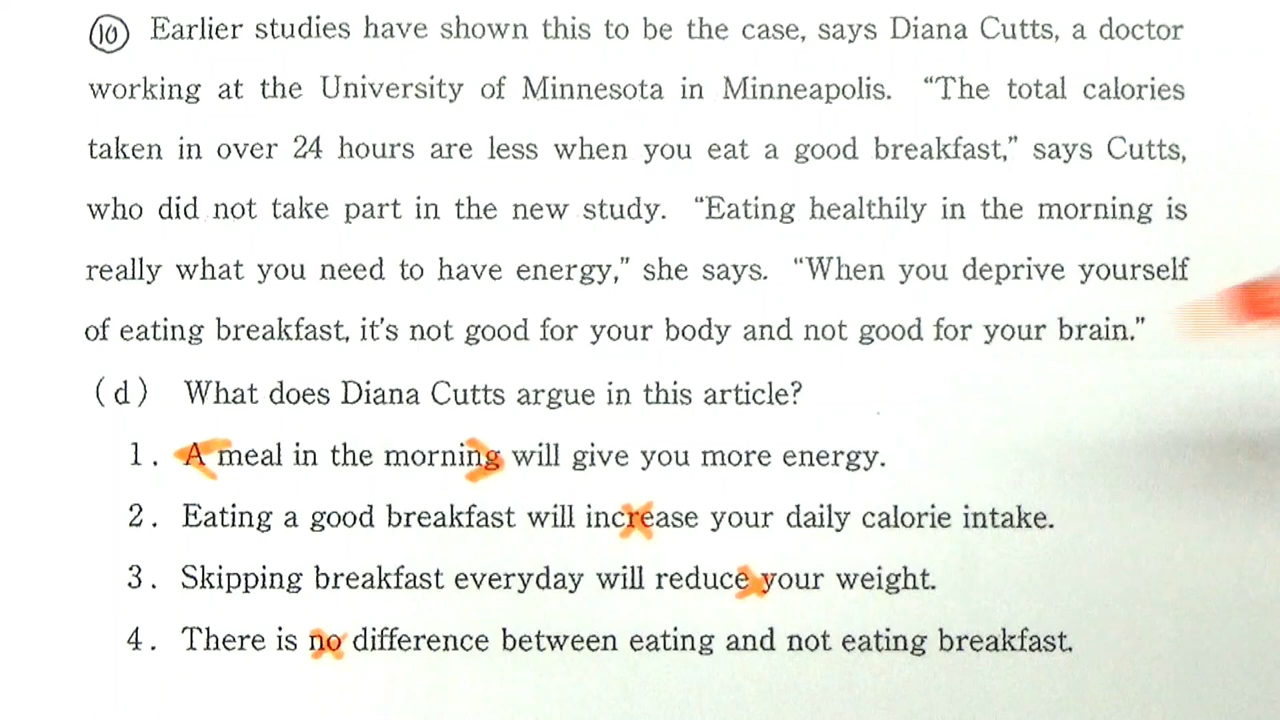 ⑩ Earlier studies have shown this to be the case, says Diana Cutts, a doctor
working at the University of Minnesota in Minneapolis. “The total calories
taken in over 24 hours are less when you eat a good breakfast,” says Cutts,
who did not take part in the new study. “Eating healthily in the morning is
really what you need to have energy,” she says. “When you deprive yourself
of eating breakfast, it's not good for your body and not good for your brain.”
(d) What does Diana Cutts argue in this article?
1. A meal in the morning will give you more energy.
2. Eating a good breakfast will increase your daily calorie intake.
3. Skipping breakfast everyday will reduce your weight.
4. There is no difference between eating and not eating breakfast.